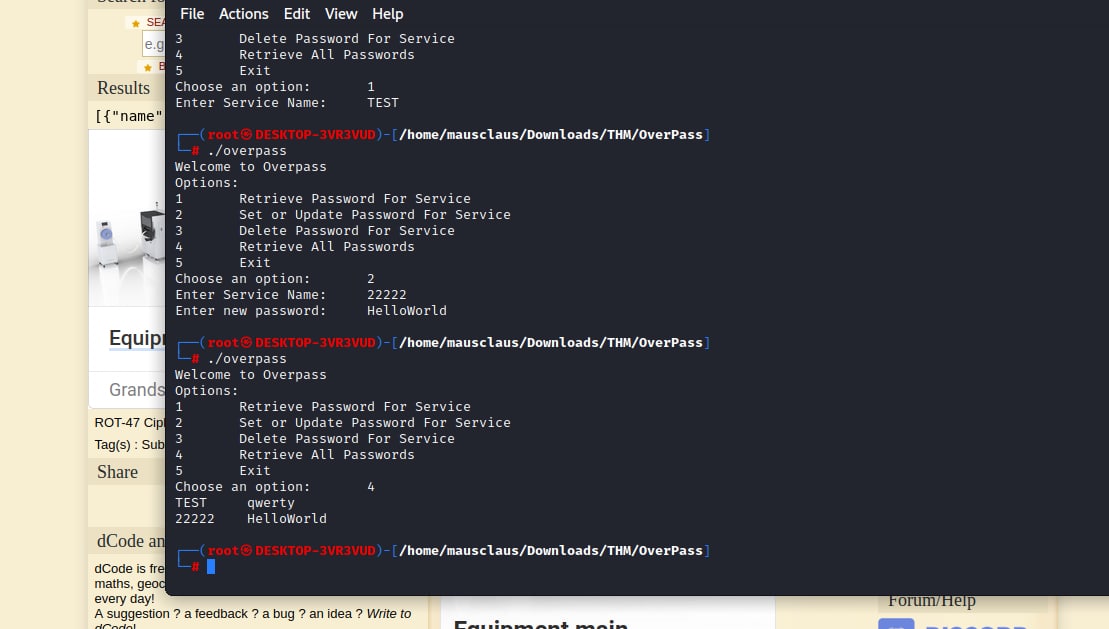 File Actions Edit View Help
3 Delete Password For Service
4 Retrieve All Passwords
5 Exit
Choose an option: 1
Enter Service Name: TEST
┌──(root㉿DESKTOP-3VR3VUD)-[/home/mausclaus/Downloads/THM/OverPass]
└─# ./overpass
Welcome to Overpass
Options:
1 Retrieve Password For Service
2 Set or Update Password For Service
3 Delete Password For Service
4 Retrieve All Passwords
5 Exit
Choose an option: 2
Enter Service Name: 22222
Enter new password: HelloWorld
┌──(root㉿DESKTOP-3VR3VUD)-[/home/mausclaus/Downloads/THM/OverPass]
└─# ./overpass
Welcome to Overpass
Options:
1 Retrieve Password For Service
2 Set or Update Password For Service
3 Delete Password For Service
4 Retrieve All Passwords
5 Exit
Choose an option: 4
TEST qwerty
22222 HelloWorld
┌──(root㉿DESKTOP-3VR3VUD)-[/home/mausclaus/Downloads/THM/OverPass]
└─#
e.g
Results
[{"name"
ROT-47
Tag(s) : Sub
Share
dCode an
dCode is fre
maths, geoc
every day!
A suggestion ? a feedback ? a bug ? an idea ? Write to
dCode!
Equipment main
Forum/Help
DISCORD